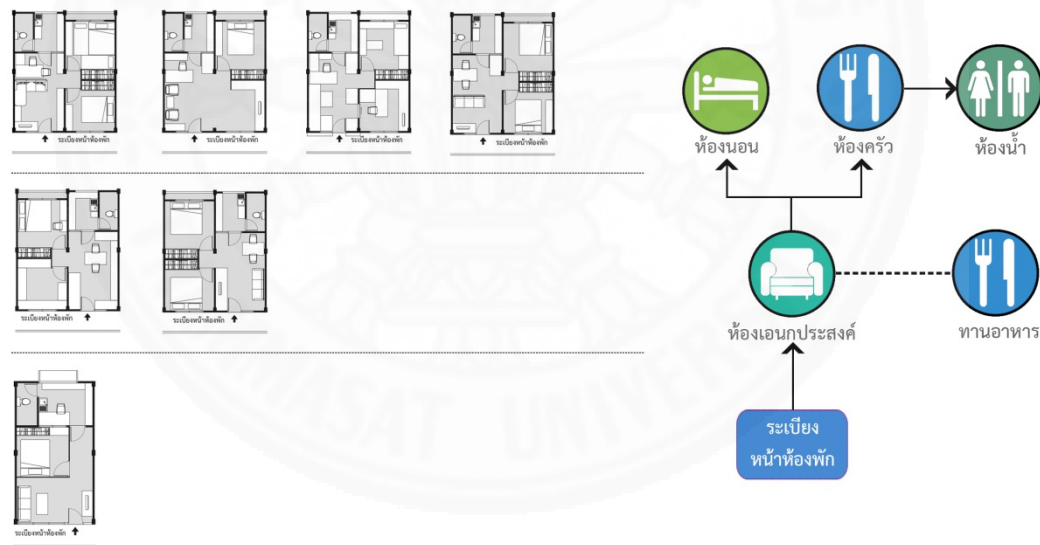 ระเบียงหน้าห้องพัก
ระเบียงหน้าห้องพัก
ระเบียงหน้าห้องพัก
ระเบียงหน้าห้องพัก
ระเบียงหน้าห้องพัก
ระเบียงหน้าห้องพัก
ระเบียงหน้าห้องพัก
ห้องนอน
ห้องครัว
ห้องน้ำ
ห้องเอนกประสงค์
ทานอาหาร
ระเบียง
หน้าห้องพัก
MASAT UNIVERS